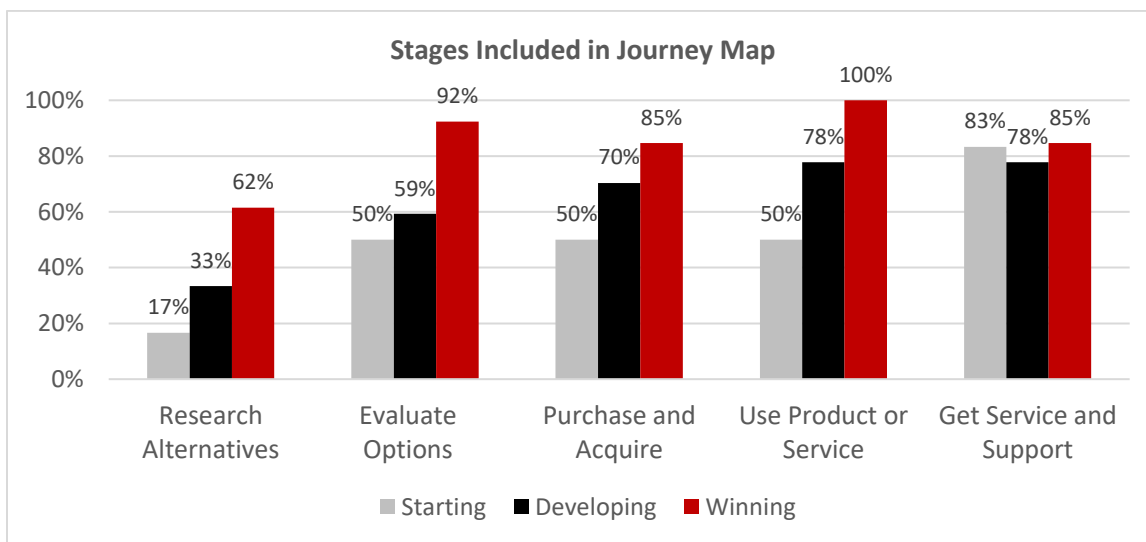 Stages Included in Journey Map
100%
92%
100%
85%
83%
85%
80%
70%
78%
78%
62%
60%
59%
50%
50%
50%
40%
33%
20%
17%
0%
Research
Alternatives
Evaluate
Options
Purchase and
Acquire
Use Product or
Service
Get Service and
Support
Starting
Developing
Winning